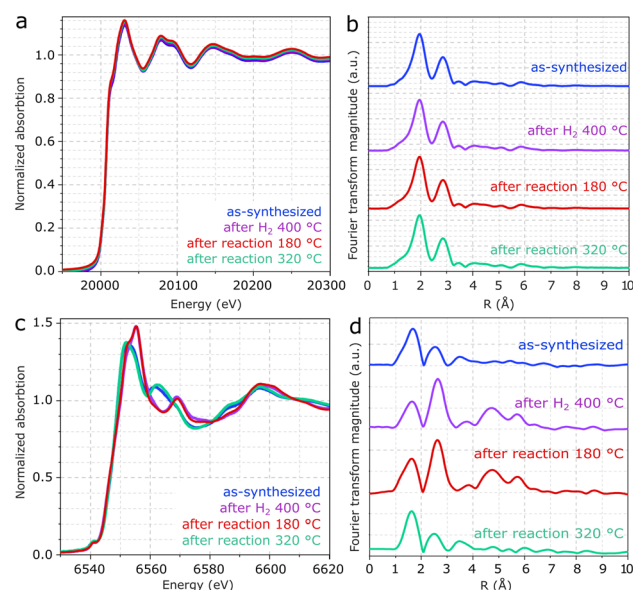 a
Normalized absorbtion
1.0
0.8
0.6
0.4
0.2
0.0
as-synthesized
after H₂ 400 °C
after reaction 180 °C
after reaction 320 °C
20000 20100 20200 20300
Energy (eV)
b
Fourier transform magnitude (a.u.)
as-synthesized
after H₂ 400 °C
after reaction 180 °C
after reaction 320 °C
0 1 2 3 4 5 6 7 8 9 10
R (Å)
c
Normalized absorbtion
1.5
1.0
0.5
0.0
as-synthesized
after H₂ 400 °C
after reaction 180 °C
after reaction 320 °C
6540 6560 6580 6600 6620
Energy (eV)
d
Fourier transform magnitude (a.u.)
as-synthesized
after H₂ 400 °C
after reaction 180 °C
after reaction 320 °C
0 1 2 3 4 5 6 7 8 9 10
R (Å)